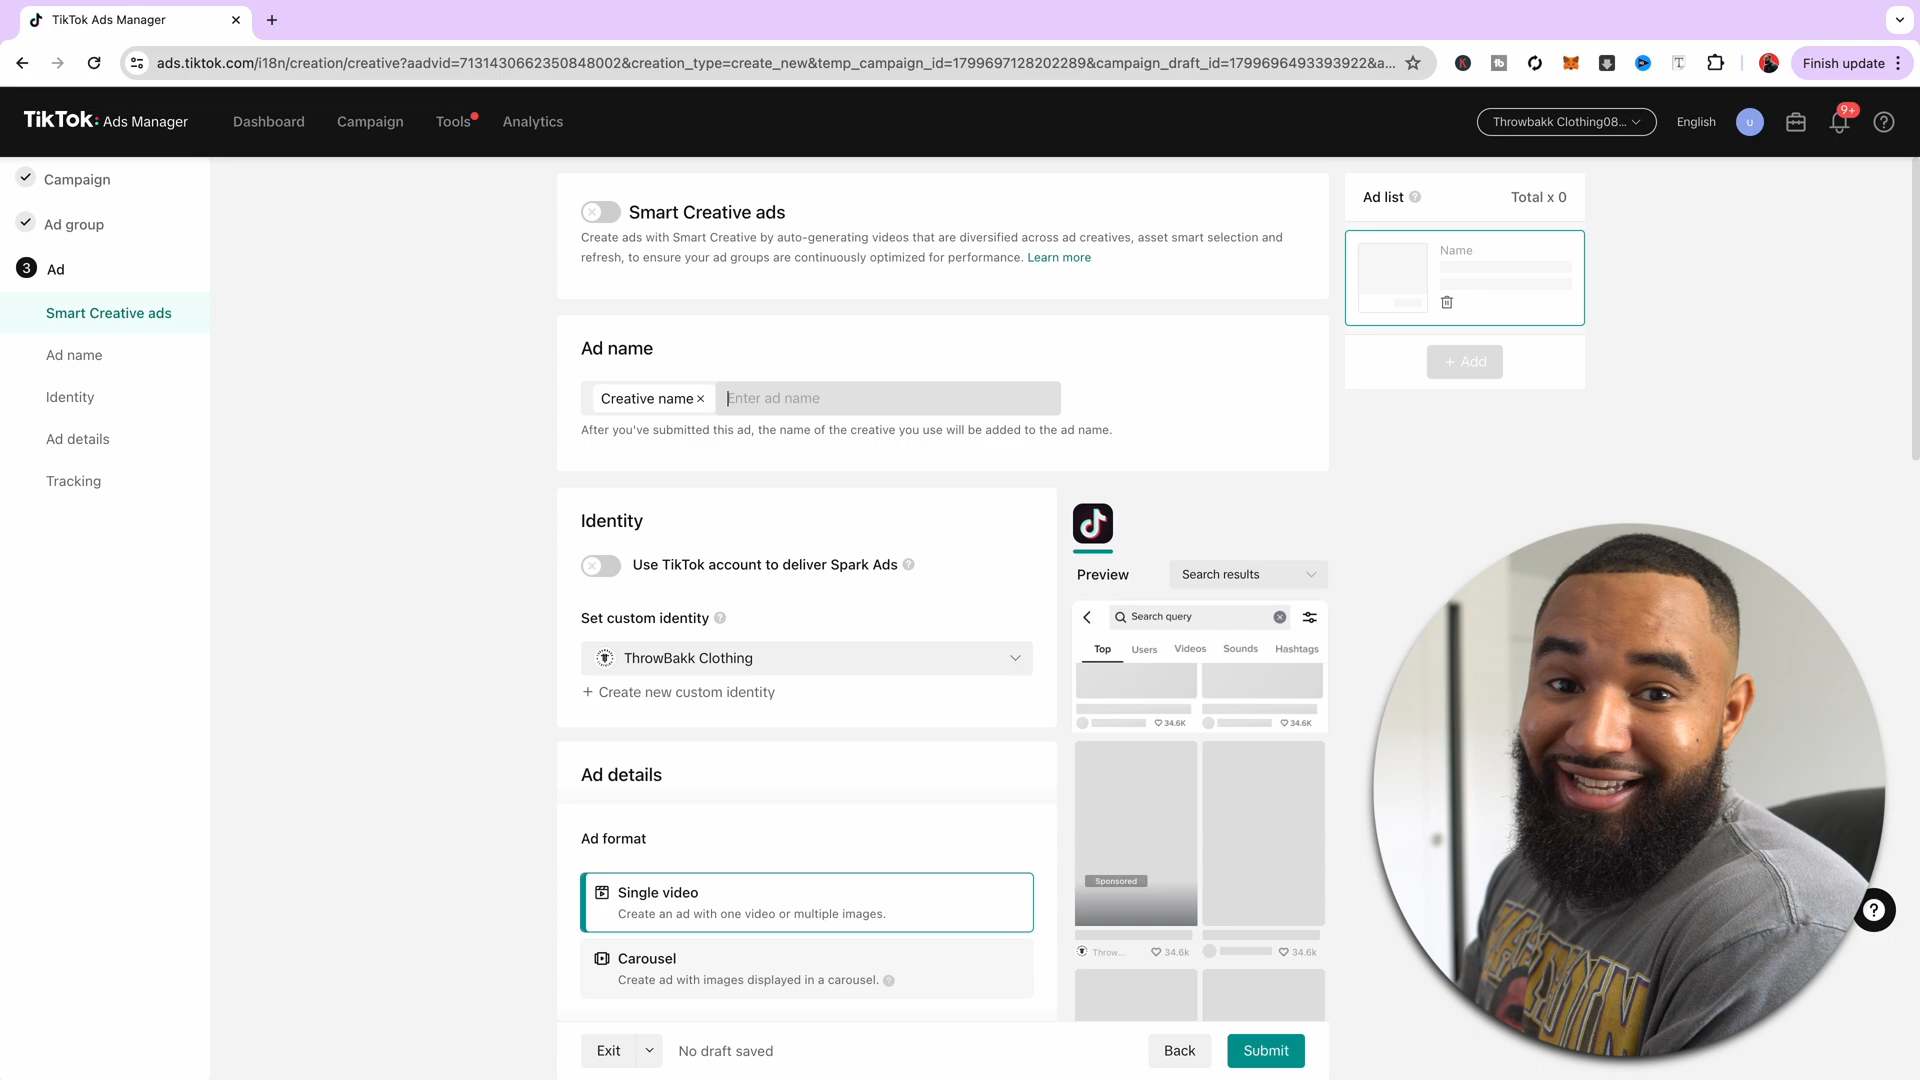 TikTok Ads Manager
ads.tiktok.com/i18n/creation/creative?aadvid=7131430662350848002&creation_type=create_new&temp_campaign_id=1799697128202289&campaign_draft_id=1799696493393922&a...
Finish update
TikTok: Ads Manager
Dashboard
Campaign
Tools
Analytics
Throwbakk Clothing08...
English
U
9+
Campaign
Ad group
3 Ad
Smart Creative ads
Ad name
Identity
Ad details
Tracking
Smart Creative ads
Create ads with Smart Creative by auto-generating videos that are diversified across ad creatives, asset smart selection and
refresh, to ensure your ad groups are continuously optimized for performance. Learn more
Ad name
Creative name × Enter ad name
After you've submitted this ad, the name of the creative you use will be added to the ad name.
Identity
Use TikTok account to deliver Spark Ads
Set custom identity
ThrowBakk Clothing
+ Create new custom identity
Ad details
Ad format
Single video
Create an ad with one video or multiple images.
Carousel
Create ad with images displayed in a carousel.
Exit
No draft saved
Back
Submit
Preview
Search results
Search query
Top Users Videos Sounds Hashtags
34.6K
34.6K
Sponsored
Throw...
34.6k
34.6k
Ad list
Total x 0
Name
+ Add